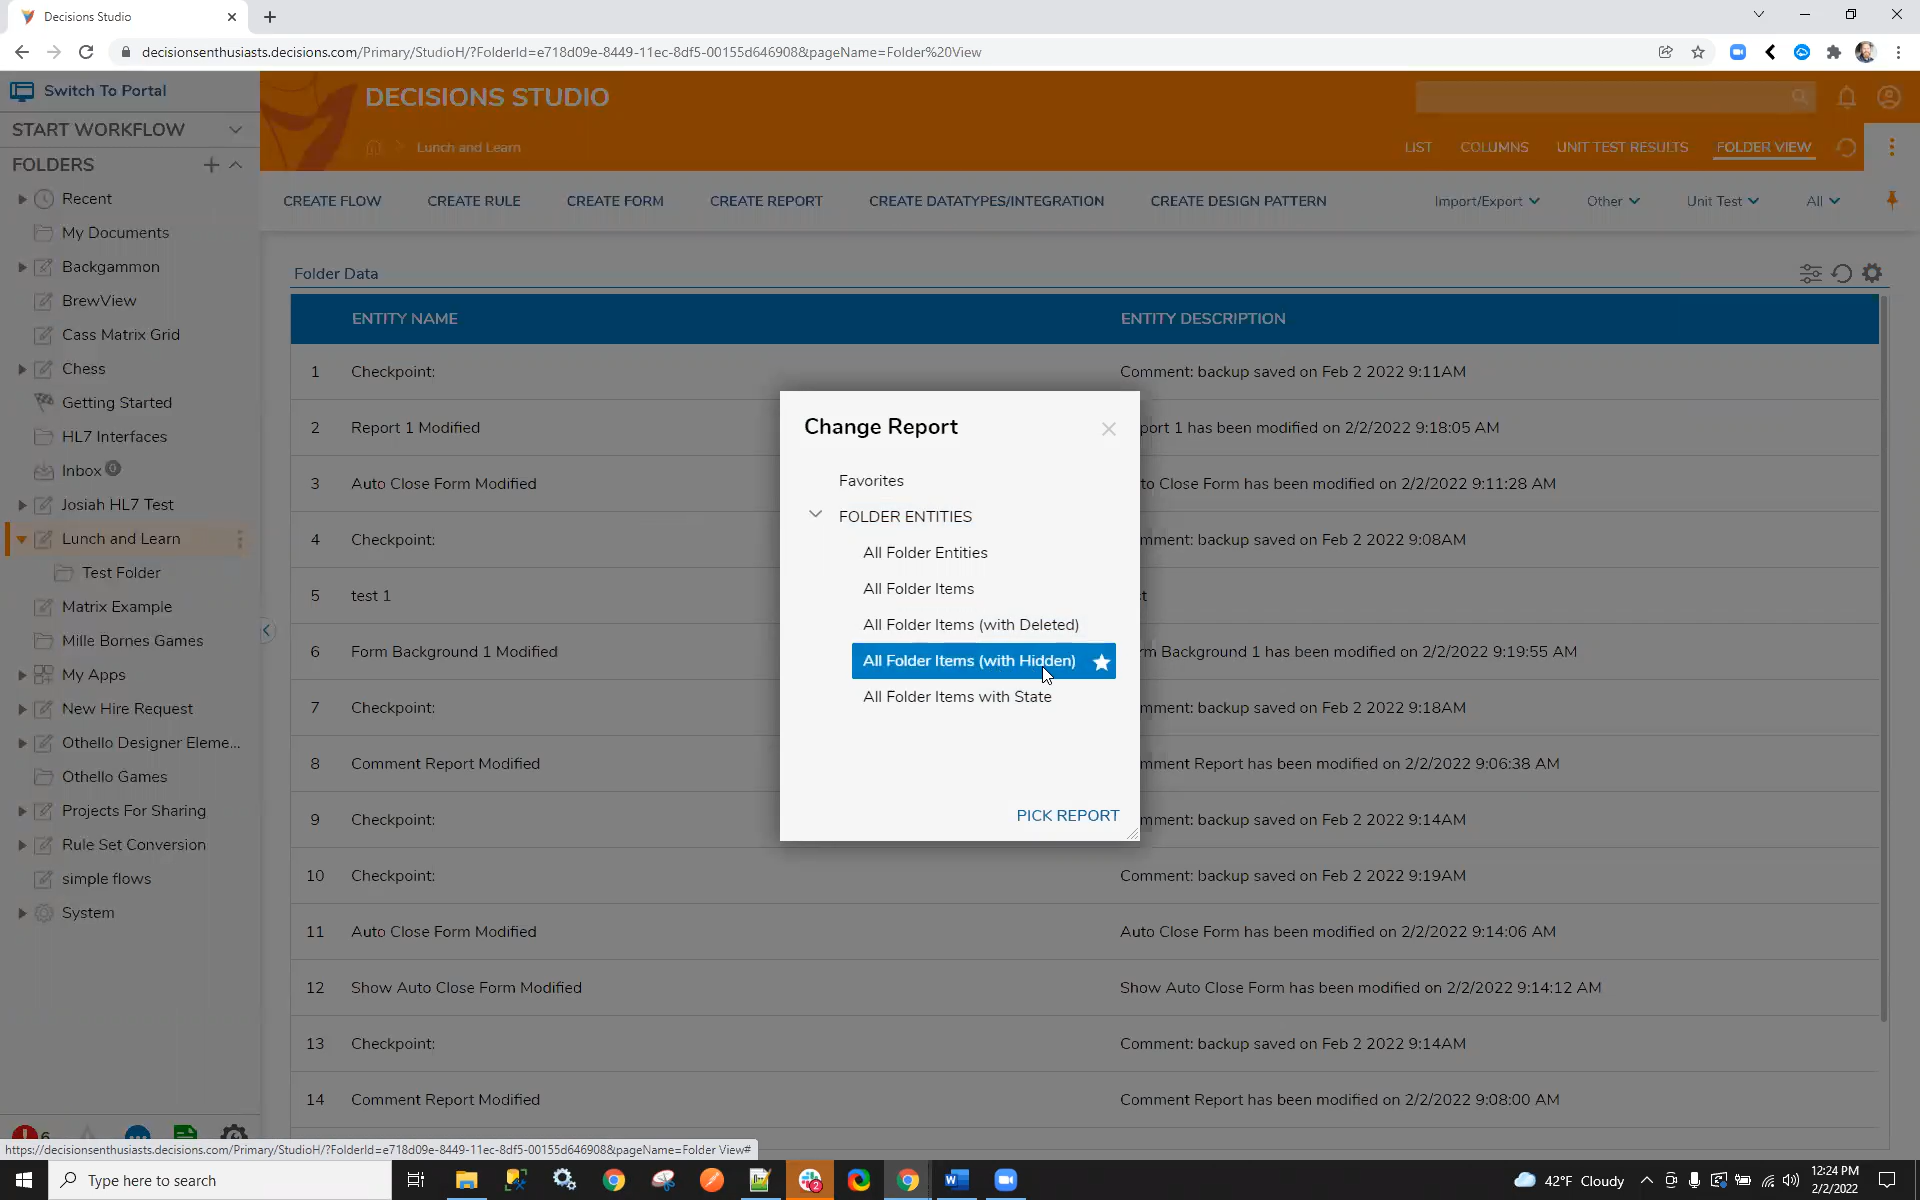 Decisions Studio
decisionsenthusiasts.decisions.com/Primary/StudioH/?FolderId=e718d09e-8449-11ec-8df5-00155d646908&pageName=Folder%20View
Switch To Portal
START WORKFLOW
FOLDERS
Recent
My Documents
Backgammon
BrewView
Cass Matrix Grid
Chess
Getting Started
HL7 Interfaces
Inbox 0
Josiah HL7 Test
Lunch and Learn
Test Folder
Matrix Example
Mille Bornes Games
My Apps
New Hire Request
Othello Designer Eleme...
Othello Games
Projects For Sharing
Rule Set Conversion
simple flows
System
6
DECISIONS STUDIO
Lunch and Learn
LIST COLUMNS UNIT TEST RESULTS FOLDER VIEW
CREATE FLOW CREATE RULE CREATE FORM CREATE REPORT CREATE DATATYPES/INTEGRATION CREATE DESIGN PATTERN Import/Export Other Unit Test All
Folder Data
ENTITY NAME ENTITY DESCRIPTION
1 Checkpoint: Comment: backup saved on Feb 2 2022 9:11AM
2 Report 1 Modified port 1 has been modified on 2/2/2022 9:18:05 AM
3 Auto Close Form Modified to Close Form has been modified on 2/2/2022 9:11:28 AM
4 Checkpoint: mment: backup saved on Feb 2 2022 9:08AM
5 test 1 t
6 Form Background 1 Modified rm Background 1 has been modified on 2/2/2022 9:19:55 AM
7 Checkpoint: mment: backup saved on Feb 2 2022 9:18AM
8 Comment Report Modified mment Report has been modified on 2/2/2022 9:06:38 AM
9 Checkpoint: mment: backup saved on Feb 2 2022 9:14AM
10 Checkpoint: Comment: backup saved on Feb 2 2022 9:19AM
11 Auto Close Form Modified Auto Close Form has been modified on 2/2/2022 9:14:06 AM
12 Show Auto Close Form Modified Show Auto Close Form has been modified on 2/2/2022 9:14:12 AM
13 Checkpoint: Comment: backup saved on Feb 2 2022 9:14AM
14 Comment Report Modified Comment Report has been modified on 2/2/2022 9:08:00 AM
Change Report
Favorites
FOLDER ENTITIES
All Folder Entities
All Folder Items
All Folder Items (with Deleted)
All Folder Items (with Hidden)
All Folder Items with State
PICK REPORT
https://decisionsenthusiasts.decisions.com/Primary/StudioH/?FolderId=e718d09e-8449-11ec-8df5-00155d646908&pageName=Folder View#
Type here to search
2
42°F Cloudy
12:24 PM
2/2/2022